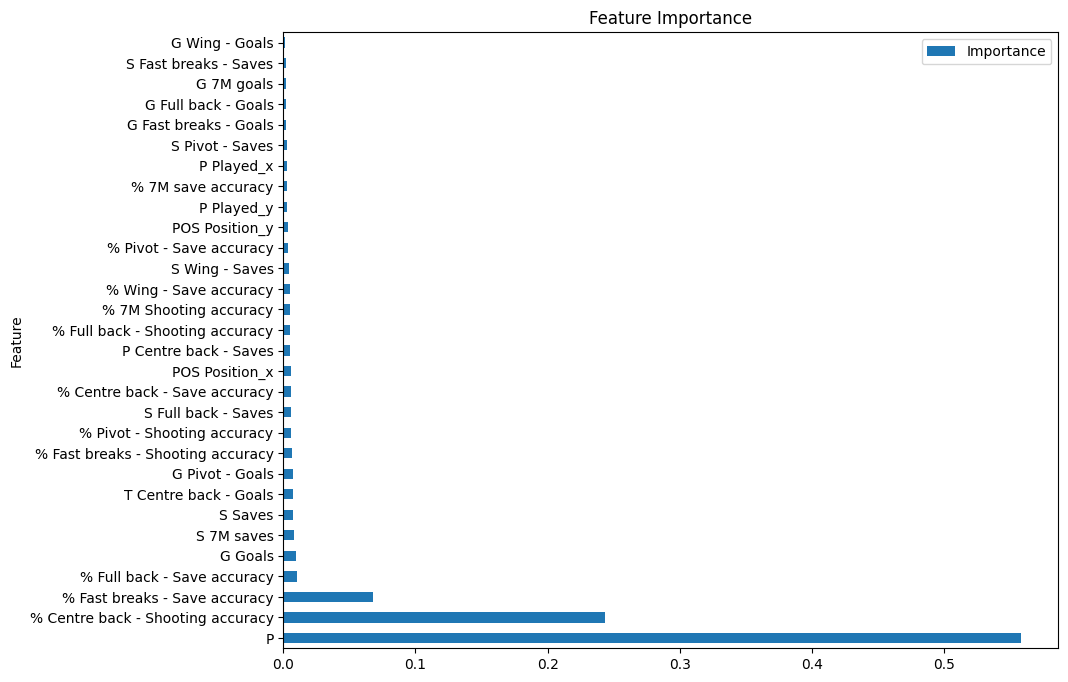 Feature Importance
Importance
Feature
G Wing - Goals
S Fast breaks - Saves
G 7M goals
G Full back - Goals
G Fast breaks - Goals
S Pivot - Saves
P Played_x
% 7M save accuracy
P Played_y
POS Position_y
% Pivot - Save accuracy
S Wing - Saves
% Wing - Save accuracy
% 7M Shooting accuracy
% Full back - Shooting accuracy
P Centre back - Saves
POS Position_x
% Centre back - Save accuracy
S Full back - Saves
% Pivot - Shooting accuracy
% Fast breaks - Shooting accuracy
G Pivot - Goals
T Centre back - Goals
S Saves
S 7M saves
G Goals
% Full back - Save accuracy
% Fast breaks - Save accuracy
% Centre back - Shooting accuracy
P
0.0 0.1 0.2 0.3 0.4 0.5